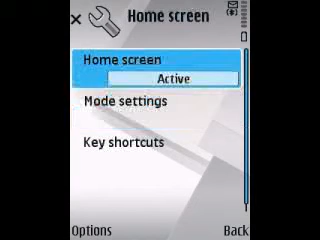 Home screen
Home screen
Active
Mode settings
Key shortcuts
Options
Back